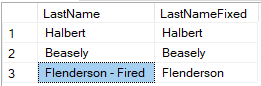 LastName LastNameFixed
1 Halbert Halbert
2 Beasely Beasely
3 Flenderson - Fired Flenderson